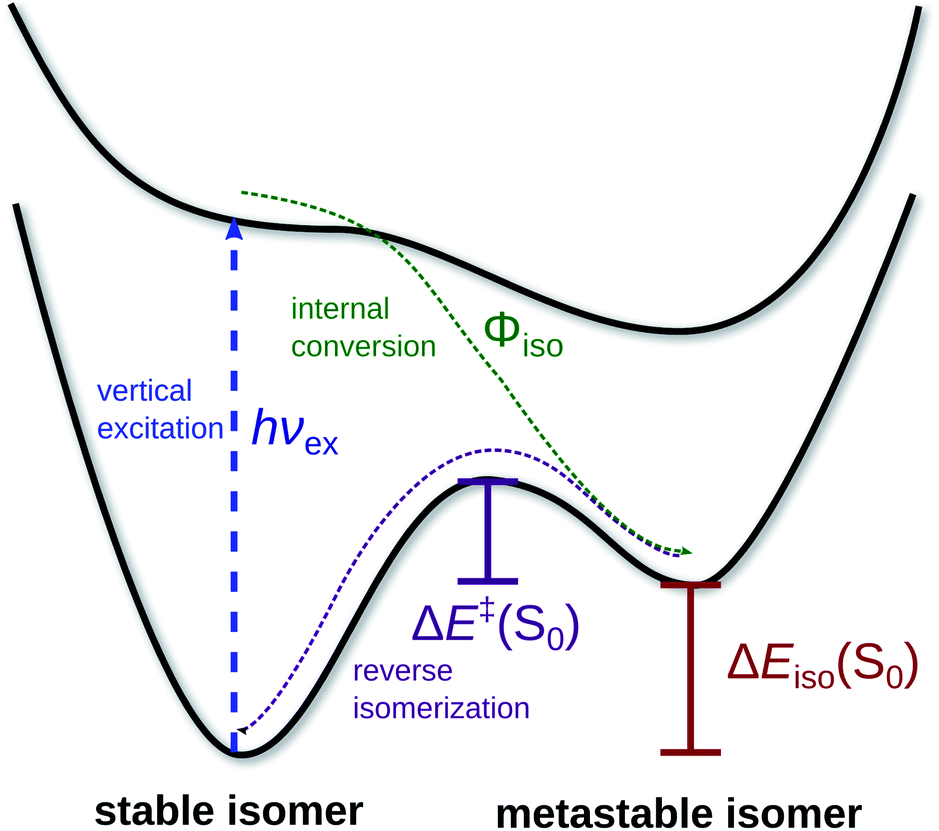 internal
conversion
Φiso
vertical
excitation
hνex
ΔE‡(S0)
reverse
isomerization
ΔEiso(S0)
stable isomer
metastable isomer